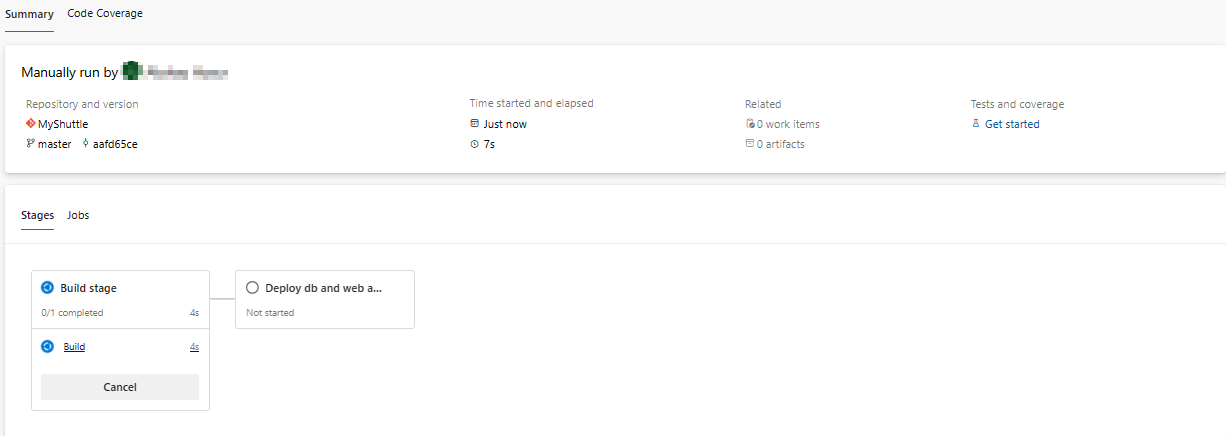 Summary Code Coverage
Manually run by
Repository and version
MyShuttle
master aafd65ce
Time started and elapsed
Just now
7s
Related
0 work items
0 artifacts
Tests and coverage
Get started
Stages Jobs
Build stage
0/1 completed 4s
Build 4s
Cancel
Deploy db and web a...
Not started